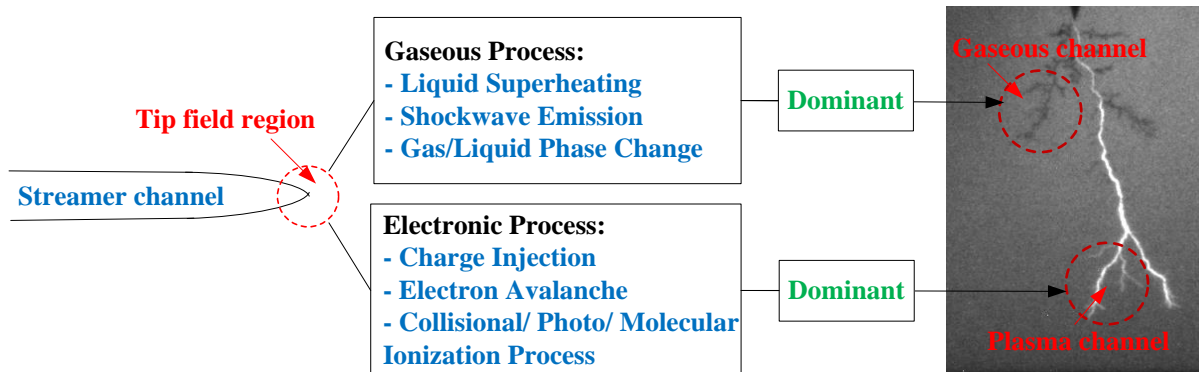 Gaseous Process:
- Liquid Superheating
- Shockwave Emission
- Gas/Liquid Phase Change
Dominant
Gaseous channel
Tip field region
Streamer channel
Electronic Process:
- Charge Injection
- Electron Avalanche
- Collisional/ Photo/ Molecular
Ionization Process
Dominant
Plasma channel